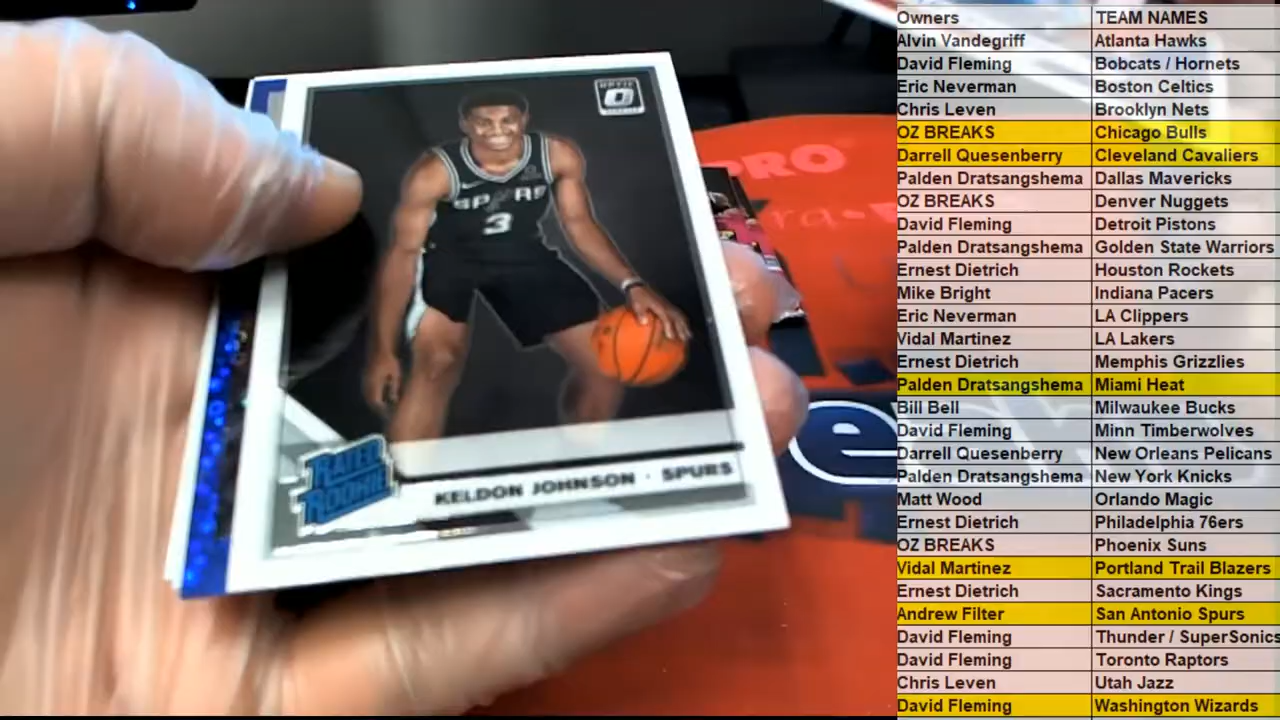 OPTIC
SPURS
3
RATED
ROOKIE
KELDON JOHNSON · SPURS
PRO
Owners TEAM NAMES
Alvin Vandegriff Atlanta Hawks
David Fleming Bobcats / Hornets
Eric Neverman Boston Celtics
Chris Leven Brooklyn Nets
OZ BREAKS Chicago Bulls
Darrell Quesenberry Cleveland Cavaliers
Palden Dratsangshema Dallas Mavericks
OZ BREAKS Denver Nuggets
David Fleming Detroit Pistons
Palden Dratsangshema Golden State Warriors
Ernest Dietrich Houston Rockets
Mike Bright Indiana Pacers
Eric Neverman LA Clippers
Vidal Martinez LA Lakers
Ernest Dietrich Memphis Grizzlies
Palden Dratsangshema Miami Heat
Bill Bell Milwaukee Bucks
David Fleming Minn Timberwolves
Darrell Quesenberry New Orleans Pelicans
Palden Dratsangshema New York Knicks
Matt Wood Orlando Magic
Ernest Dietrich Philadelphia 76ers
OZ BREAKS Phoenix Suns
Vidal Martinez Portland Trail Blazers
Ernest Dietrich Sacramento Kings
Andrew Filter San Antonio Spurs
David Fleming Thunder / SuperSonics
David Fleming Toronto Raptors
Chris Leven Utah Jazz
David Fleming Washington Wizards